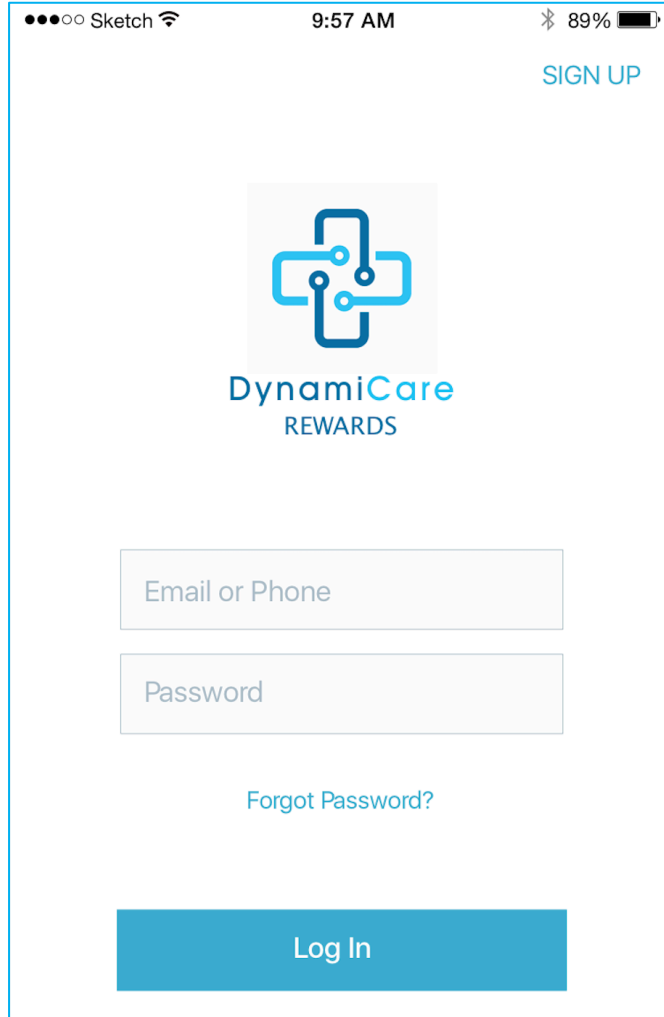 Sketch 9:57 AM 89%
SIGN UP
DynamiCare
REWARDS
Email or Phone
Password
Forgot Password?
Log In